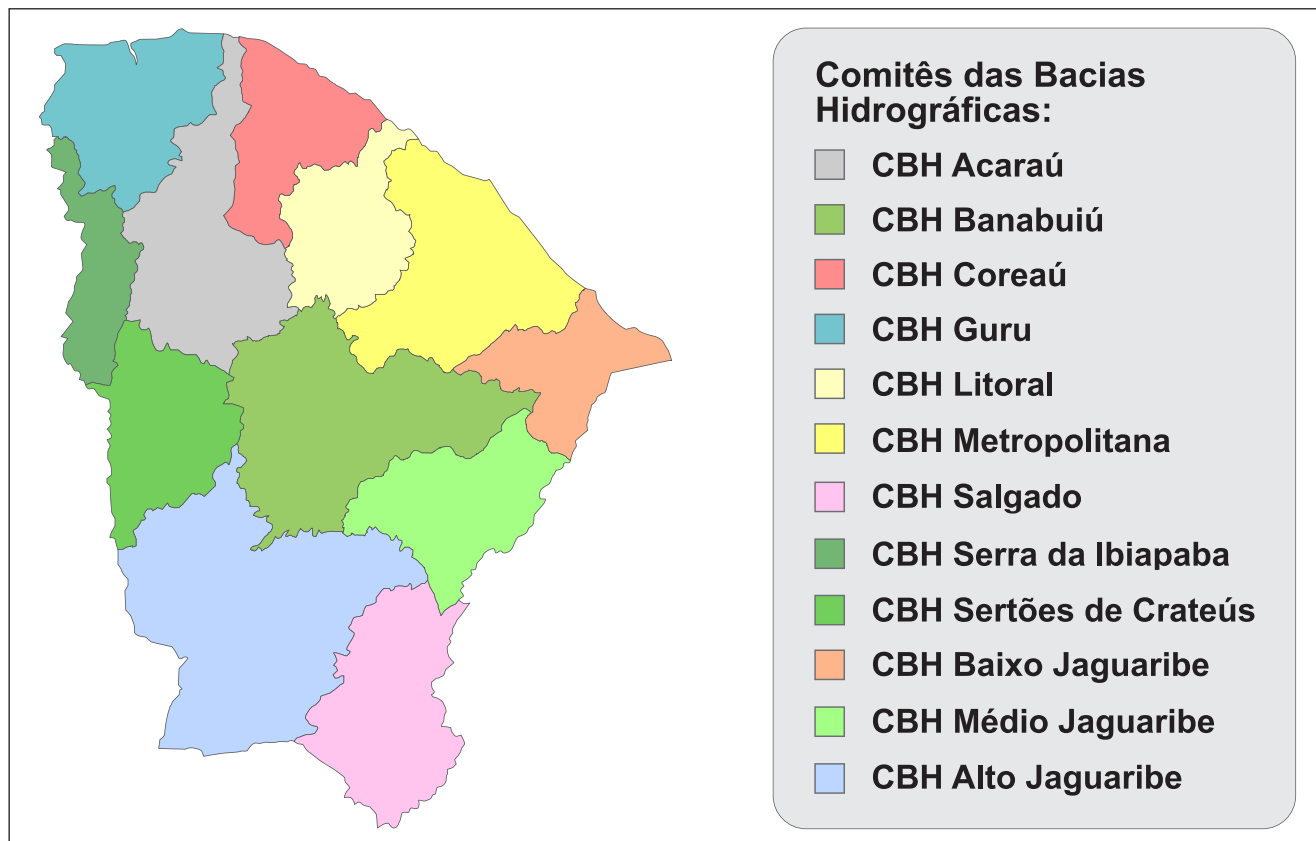 Comitês das Bacias
Hidrográficas:
CBH Acaraú
CBH Banabuiú
CBH Coreaú
CBH Guru
CBH Litoral
CBH Metropolitana
CBH Salgado
CBH Serra da Ibiapaba
CBH Sertões de Crateús
CBH Baixo Jaguaribe
CBH Médio Jaguaribe
CBH Alto Jaguaribe